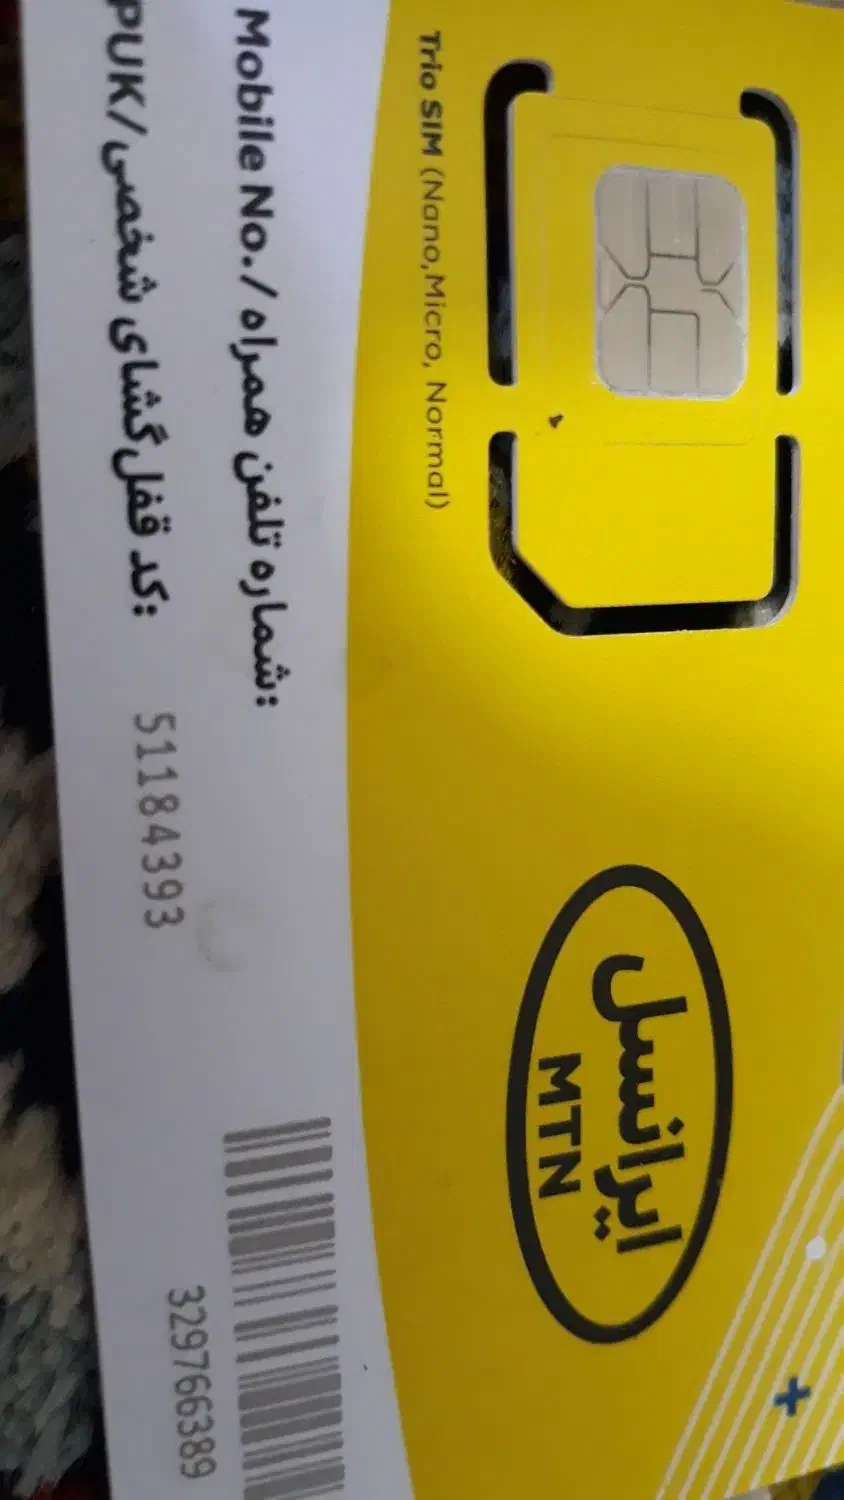 Trio SIM (Nano,Micro, Normal)
ایرانسل
MTN
Mobile No./شماره تلفن همراه:
PUK/کد قفل‌گشای شخصی: 51184393
329766389